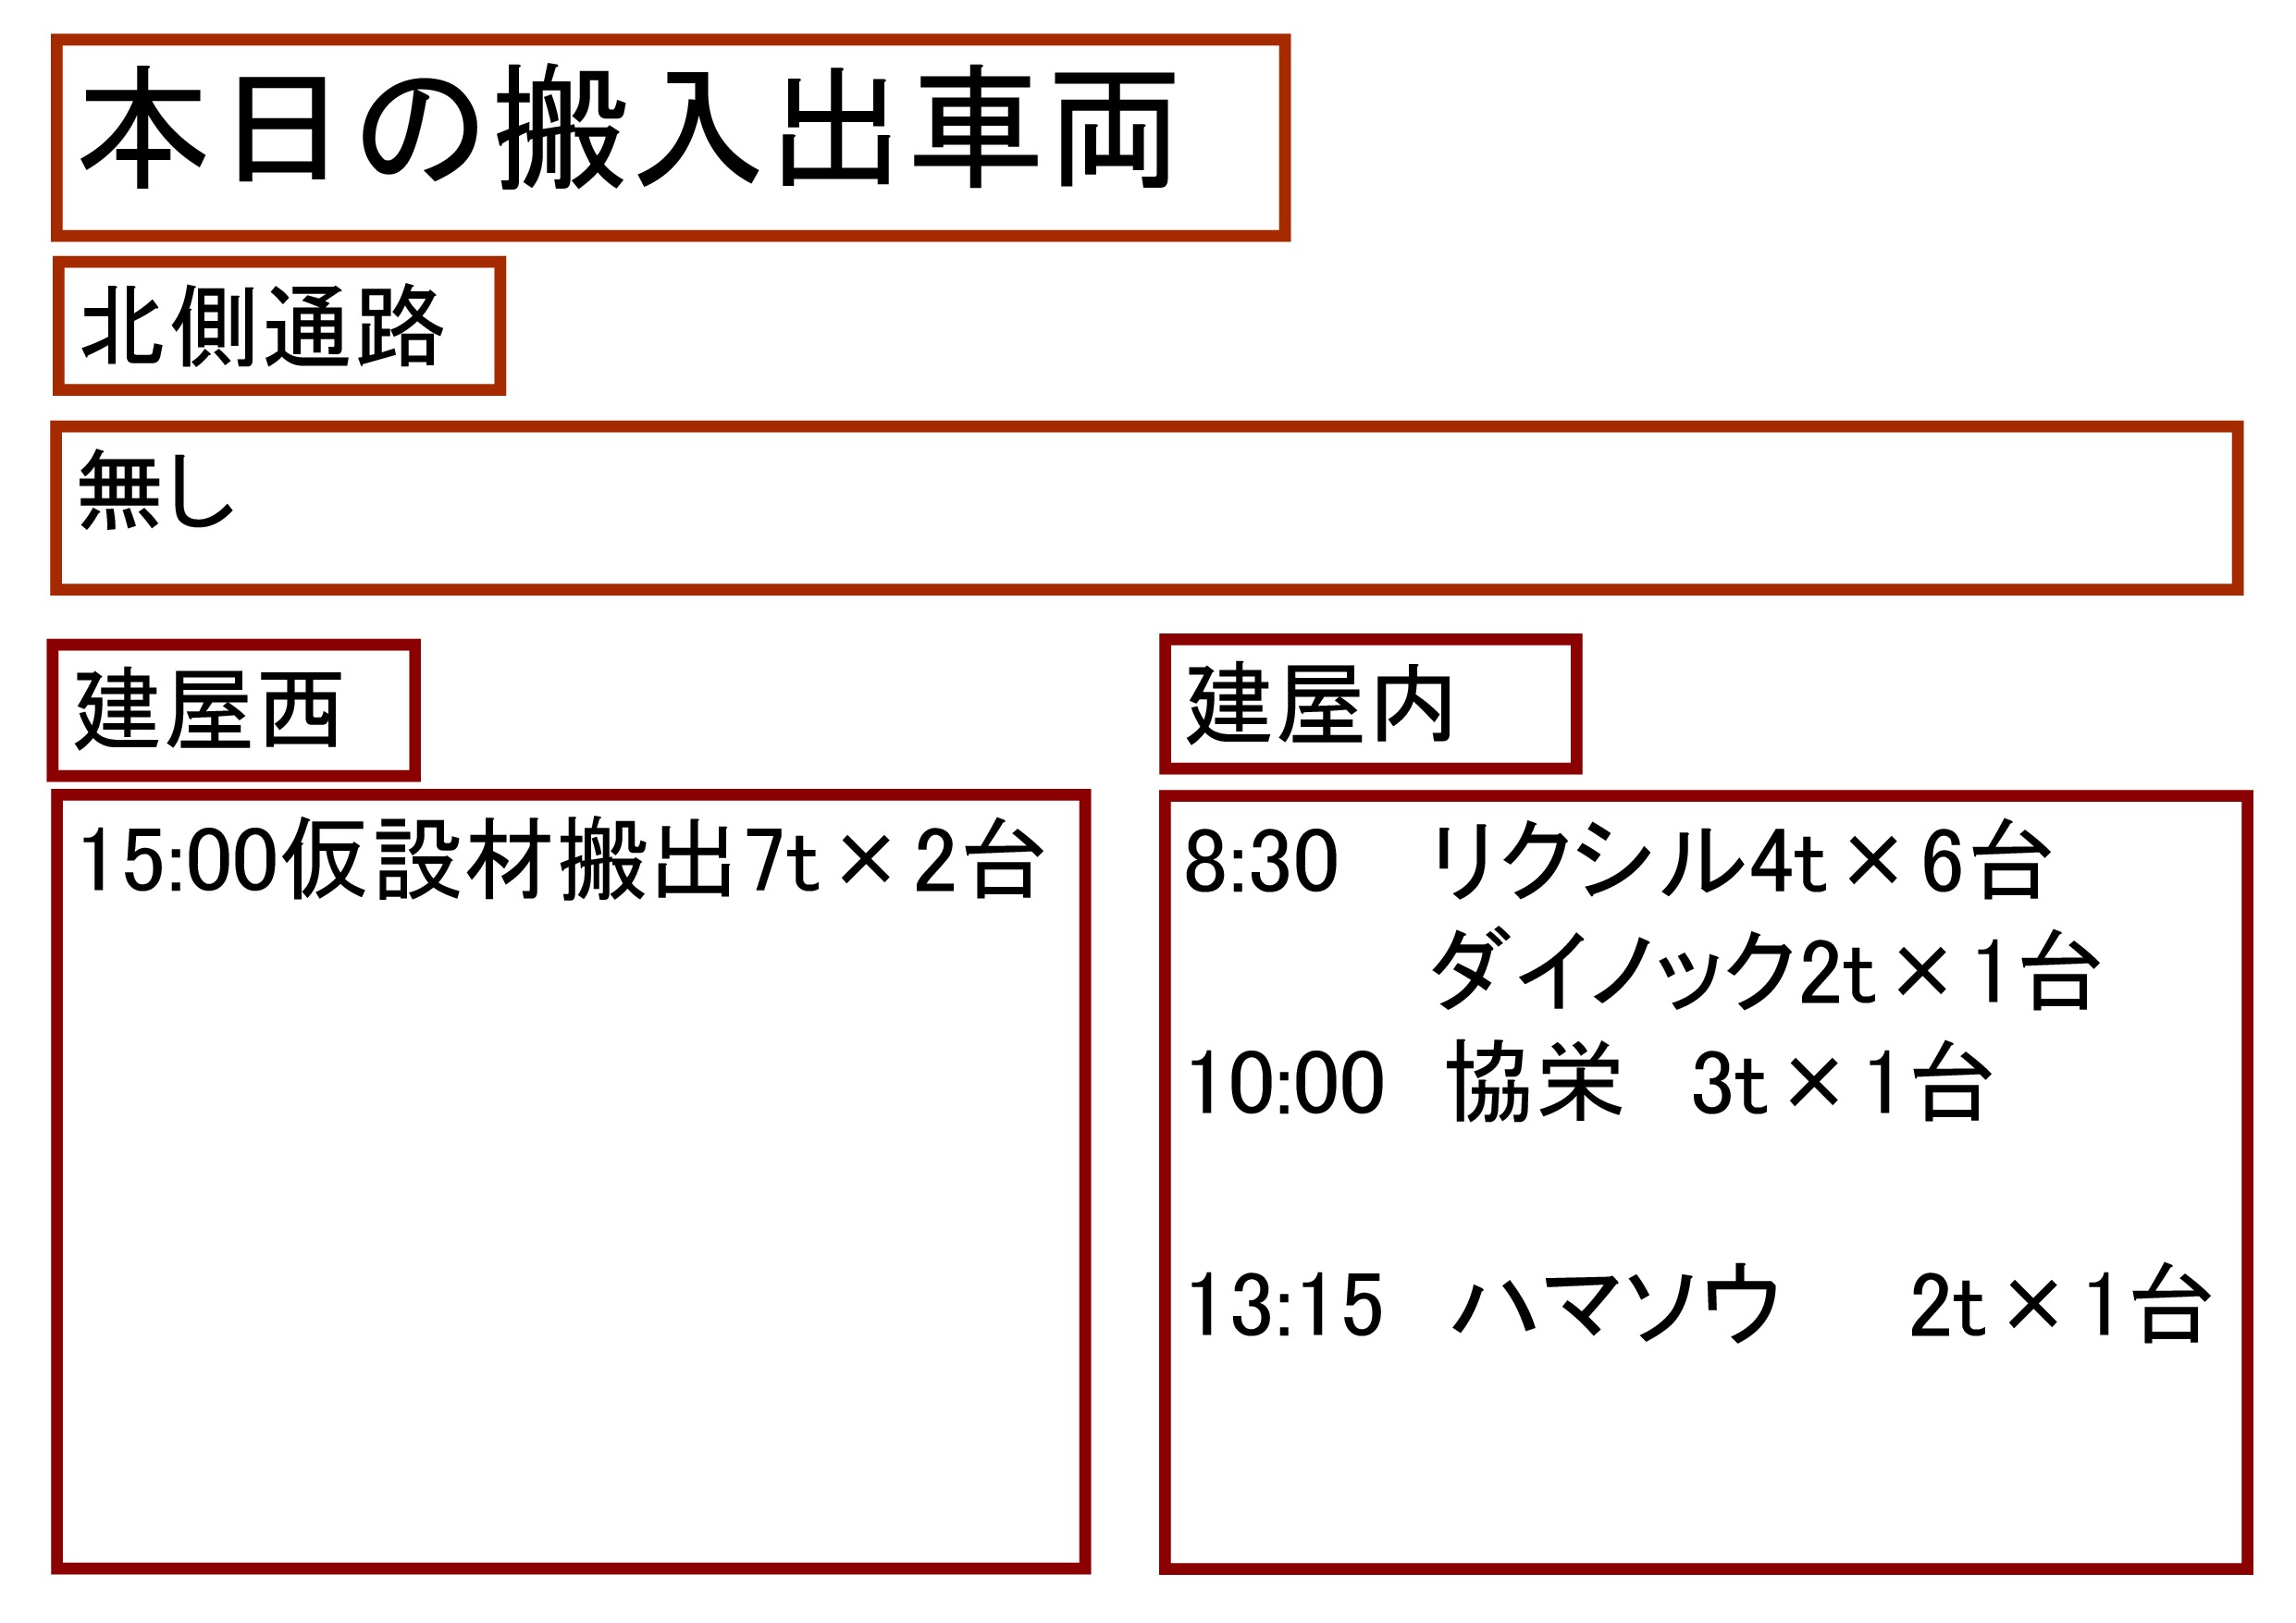 本日の搬入出車両
北側通路
無し
建屋西
15:00仮設材搬出7t×2台
建屋内
8:30　リクシル4t×6台
ダイノック2t×1台
10:00　協栄　3t×1台
13:15　ハマソウ　2t×1台